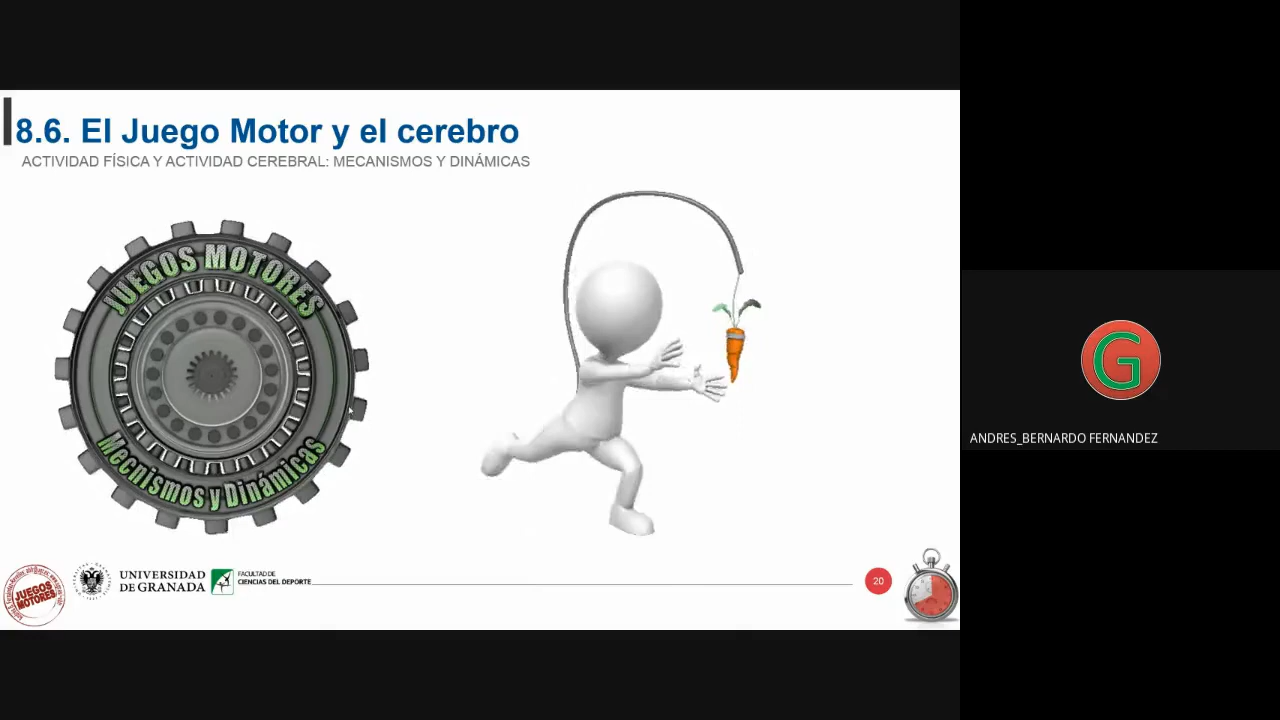 8.6. El Juego Motor y el cerebro
ACTIVIDAD FÍSICA Y ACTIVIDAD CEREBRAL: MECANISMOS Y DINÁMICAS
JUEGOS MOTORES
Mecnismos y Dinámicas
JUEGOS
MOTORES
UNIVERSIDAD
DE GRANADA
FACULTAD DE
CIENCIAS DEL DEPORTE
20
G
ANDRES_BERNARDO FERNANDEZ